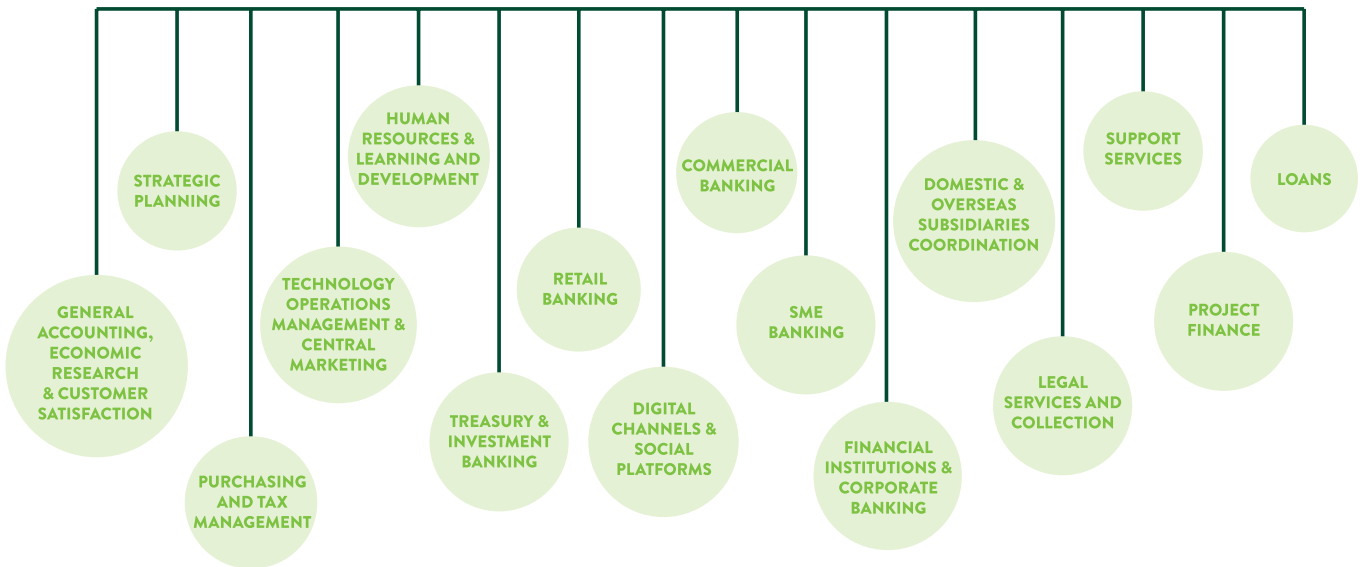 GENERAL
ACCOUNTING,
ECONOMIC
RESEARCH
& CUSTOMER
SATISFACTION
STRATEGIC
PLANNING
PURCHASING
AND TAX
MANAGEMENT
TECHNOLOGY
OPERATIONS
MANAGEMENT &
CENTRAL
MARKETING
HUMAN
RESOURCES &
LEARNING AND
DEVELOPMENT
TREASURY &
INVESTMENT
BANKING
RETAIL
BANKING
DIGITAL
CHANNELS &
SOCIAL
PLATFORMS
COMMERCIAL
BANKING
SME
BANKING
FINANCIAL
INSTITUTIONS &
CORPORATE
BANKING
DOMESTIC &
OVERSEAS
SUBSIDIARIES
COORDINATION
LEGAL
SERVICES AND
COLLECTION
SUPPORT
SERVICES
PROJECT
FINANCE
LOANS